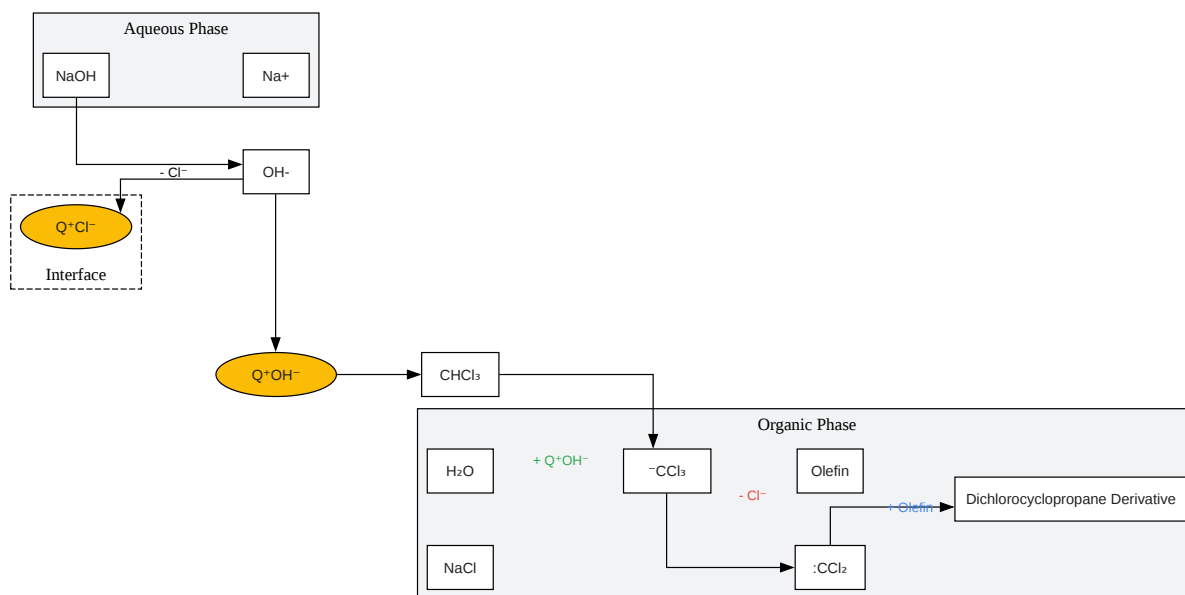 Aqueous Phase
NaOH
Na+
OH-
- Cl⁻
Q⁺Cl⁻
Interface
Q⁺OH⁻
CHCl₃
Organic Phase
H₂O
+ Q⁺OH⁻
⁻CCl₃
Olefin
- Cl⁻
Dichlorocyclopropane Derivative
+ Olefin
NaCl
:CCl₂